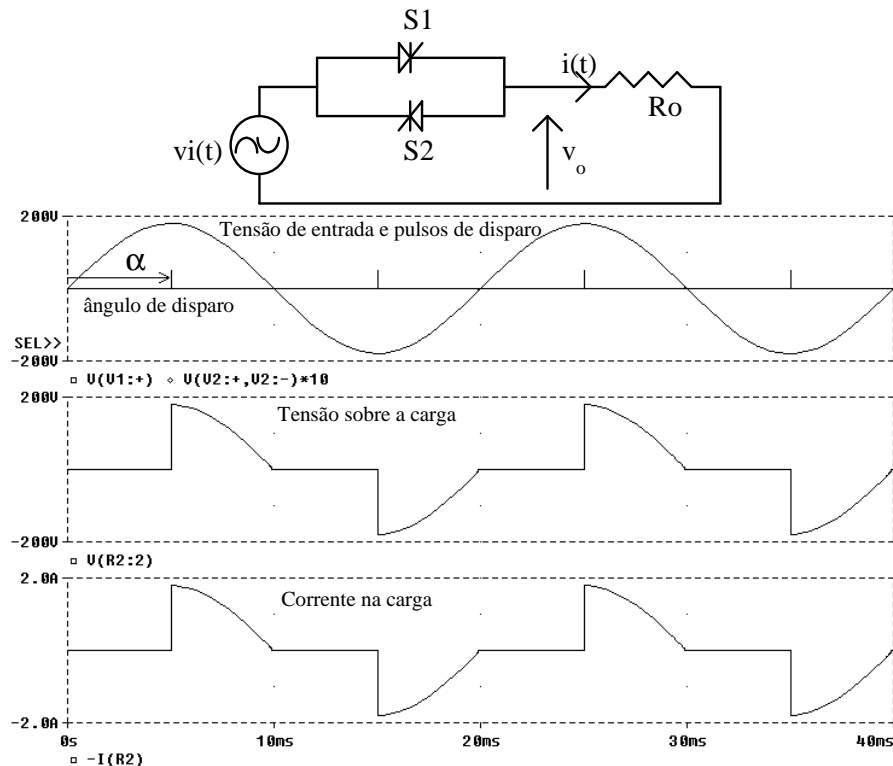 S1
i(t)
Ro
vi(t)
S2
vo
200V
Tensão de entrada e pulsos de disparo
α
ângulo de disparo
SEL>>
-200V
V(V1:+) V(V2:+,V2:-)*10
200V
Tensão sobre a carga
-200V
V(R2:2)
2.0A
Corrente na carga
-2.0A
0s 10ms 20ms 30ms 40ms
-I(R2)